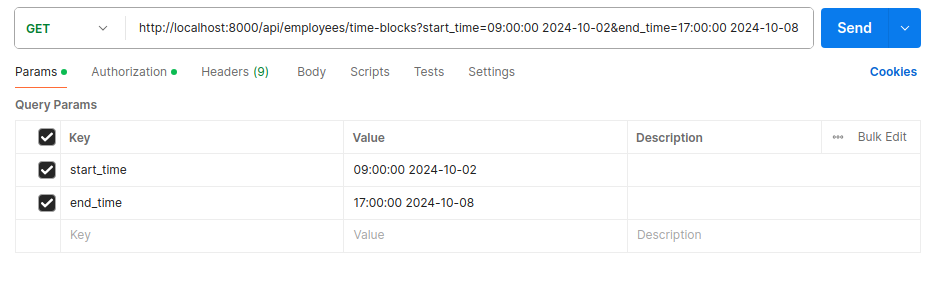 GET http://localhost:8000/api/employees/time-blocks?start_time=09:00:00 2024-10-02&end_time=17:00:00 2024-10-08 Send
Params Authorization Headers (9) Body Scripts Tests Settings Cookies
Query Params
Key Value Description ••• Bulk Edit
start_time 09:00:00 2024-10-02
end_time 17:00:00 2024-10-08
Key Value Description